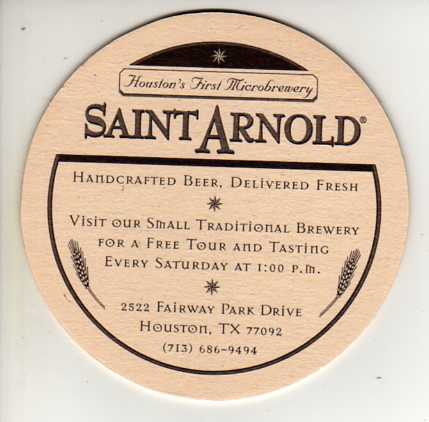 Houston's First Microbrewery
SAINT ARNOLD®
HANDCRAFTED BEER, DELIVERED FRESH
VISIT OUR SMALL TRADITIONAL BREWERY
FOR A FREE TOUR AND TASTING
EVERY SATURDAY AT 1:00 P.M.
2522 FAIRWAY PARK DRIVE
HOUSTON, TX 77092
(713) 686-9494